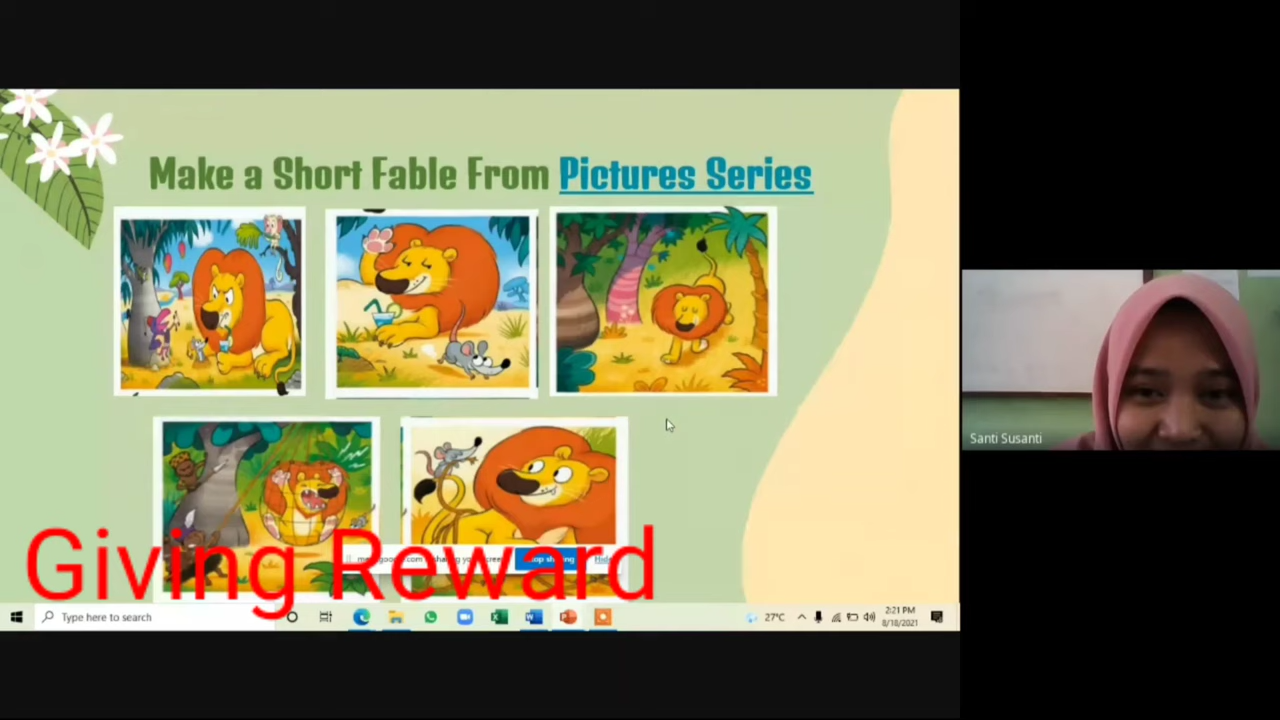 Make a Short Fable From Pictures Series
Santi Susanti
Giving Reward
Hide
Type here to search
27°C
2:21 PM
8/18/2021